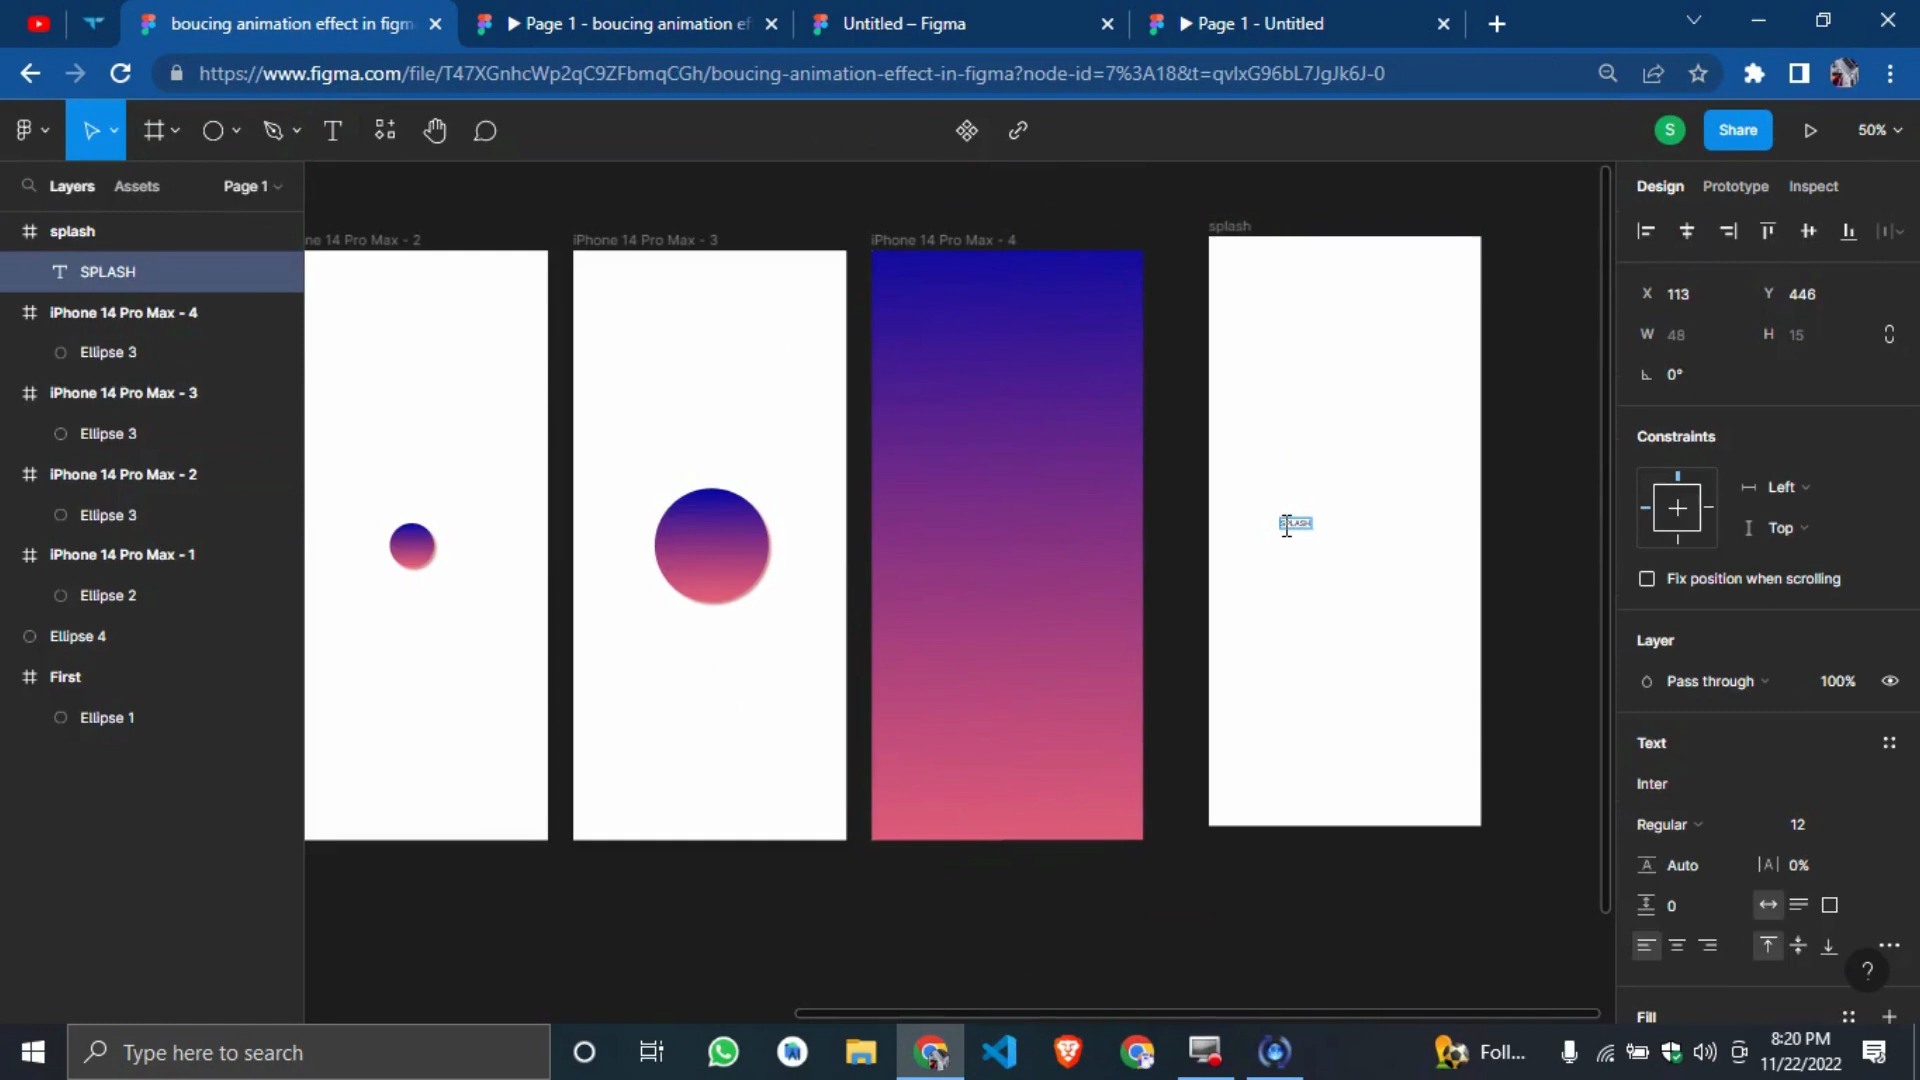 boucing animation effect in figm
Page 1 - boucing animation ef
Untitled – Figma
Page 1 - Untitled
https://www.figma.com/file/T47XGnhcWp2qC9ZFbmqCGh/boucing-animation-effect-in-figma?node-id=7%3A18&t=qvlxG96bL7JgJk6J-0
T
S
Share
50%
Layers
Assets
Page 1
Design
Prototype
Inspect
splash
SPLASH
iPhone 14 Pro Max - 4
Ellipse 3
iPhone 14 Pro Max - 3
Ellipse 3
iPhone 14 Pro Max - 2
Ellipse 3
iPhone 14 Pro Max - 1
Ellipse 2
Ellipse 4
First
Ellipse 1
ne 14 Pro Max - 2
iPhone 14 Pro Max - 3
iPhone 14 Pro Max - 4
splash
SPLASH
X 113
Y 446
W 48
H 15
0°
Constraints
Left
Top
Fix position when scrolling
Layer
Pass through
100%
Text
Inter
Regular
12
A Auto
|A| 0%
0
?
Fill
Type here to search
Foll...
8:20 PM
11/22/2022